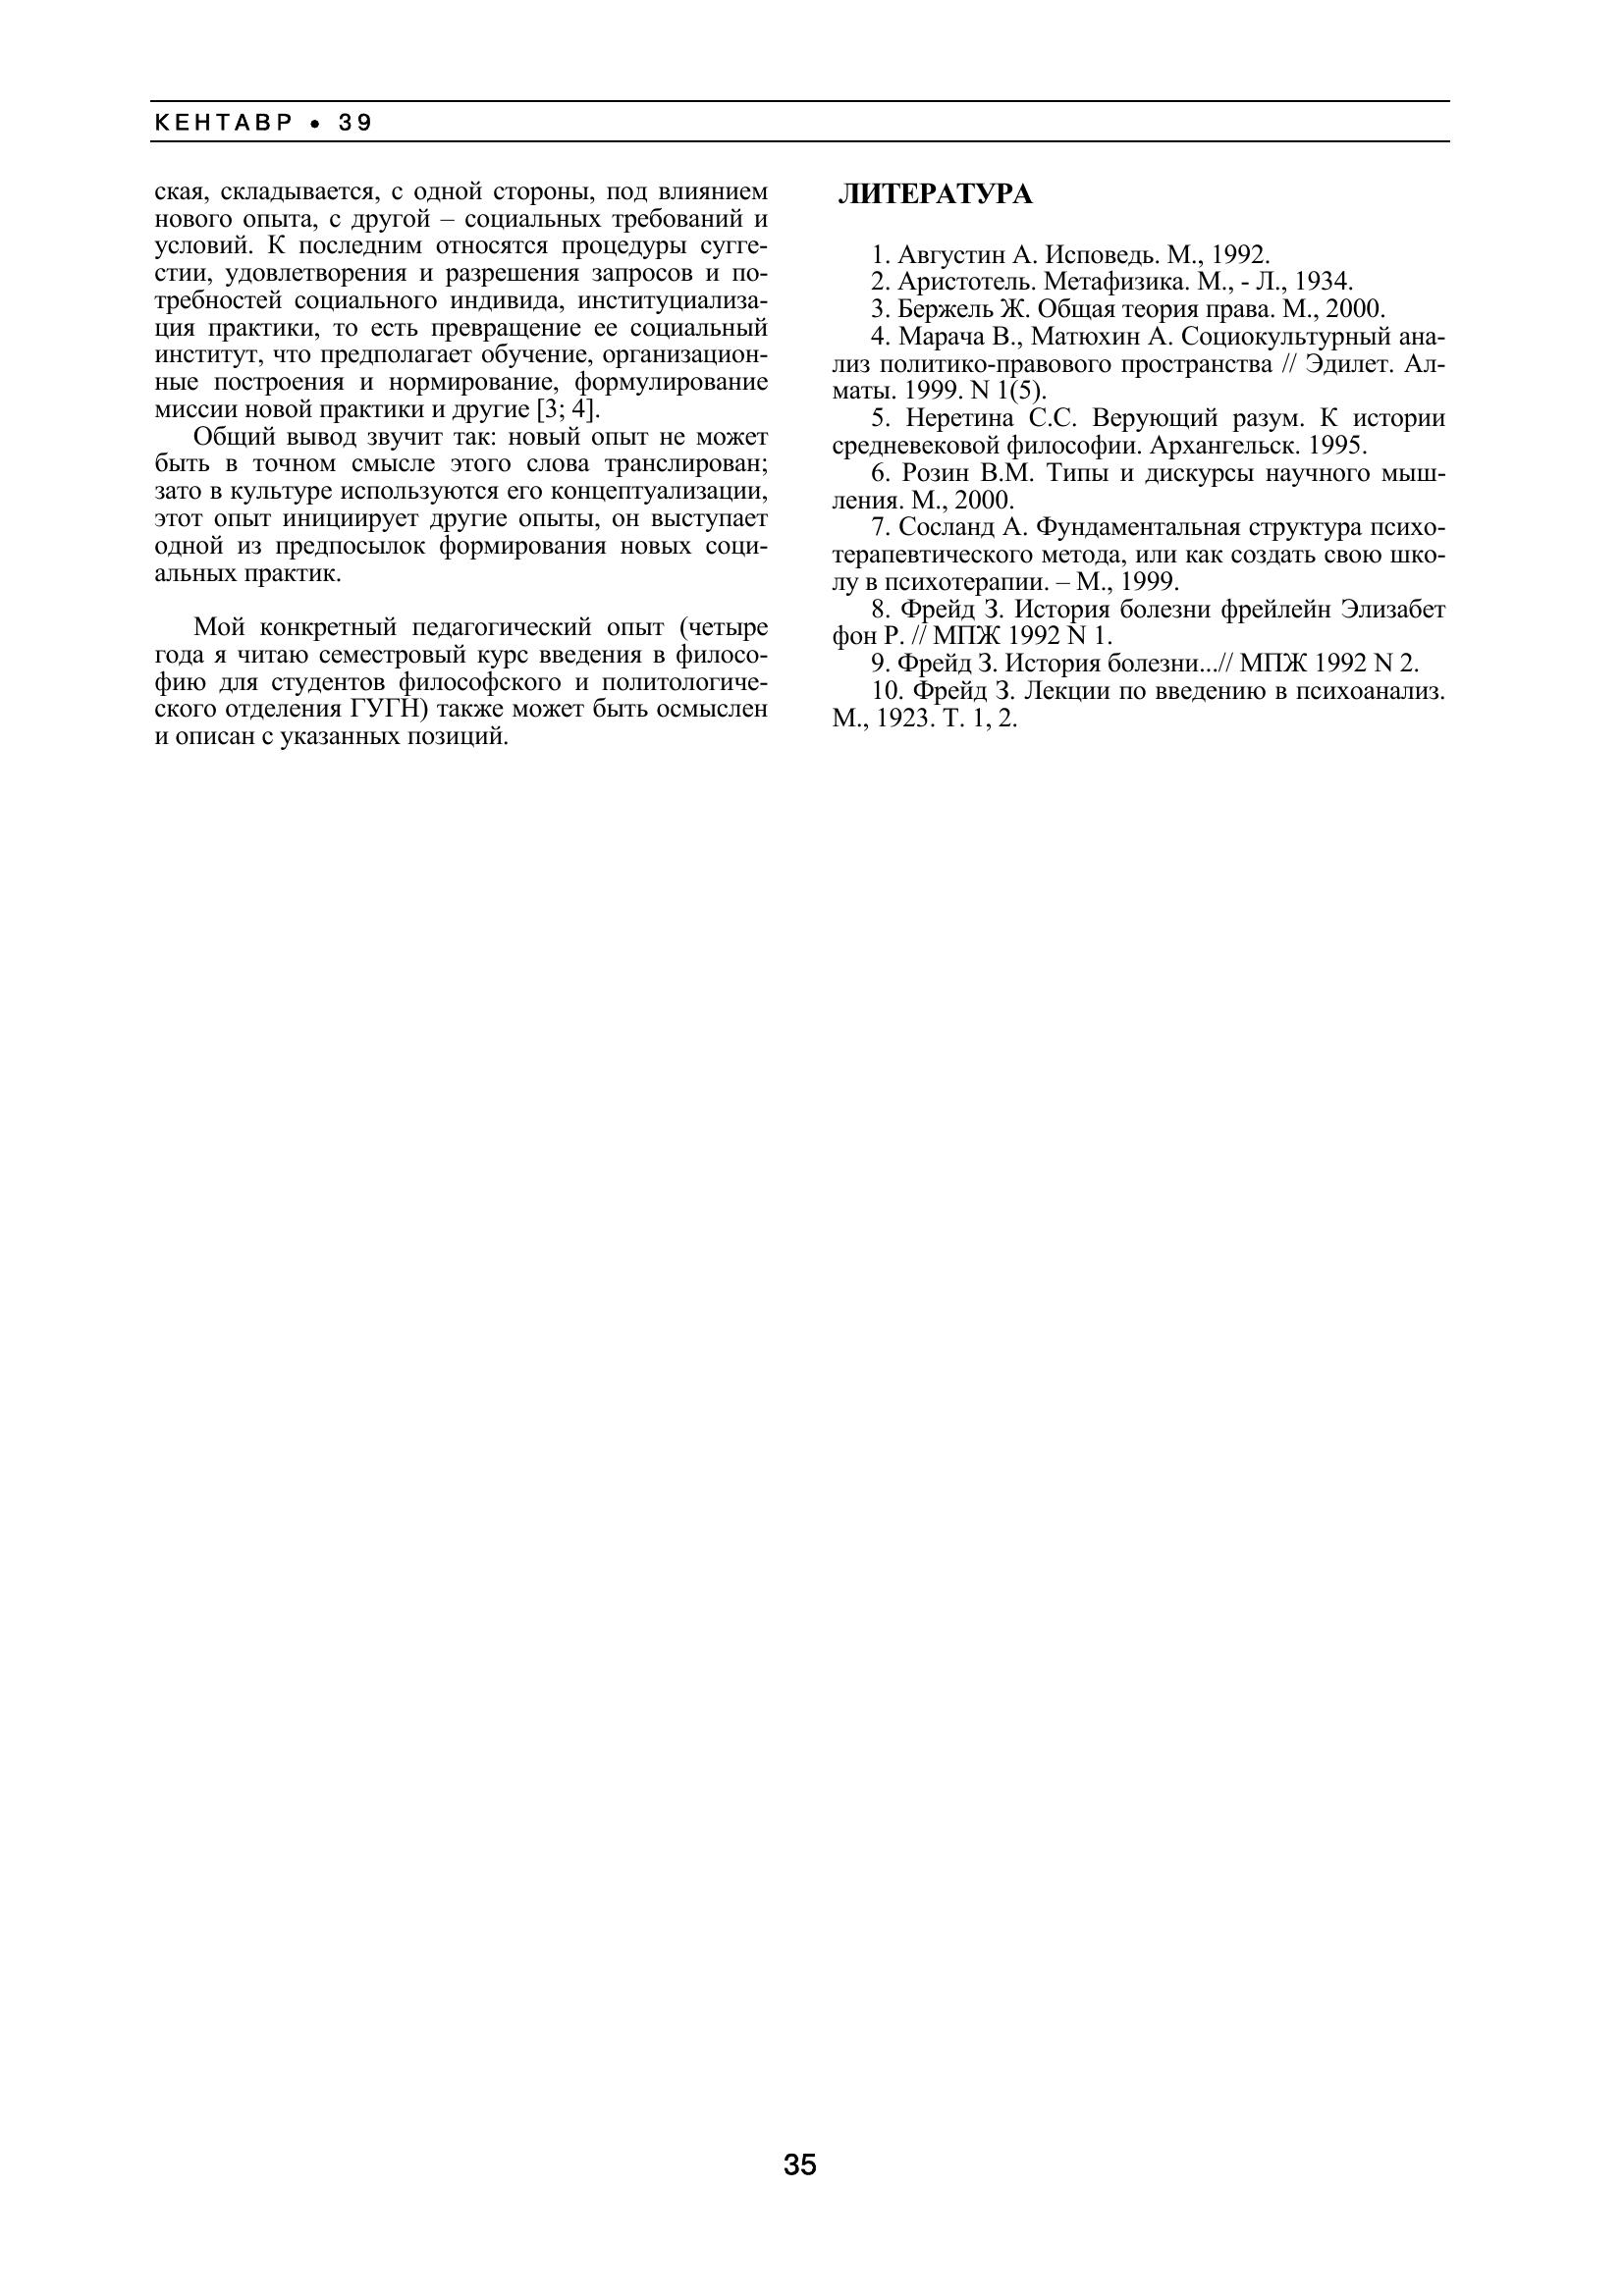 КЕНТАВР • 39
ская, складывается, с одной стороны, под влиянием
нового опыта, с другой – социальных требований и
условий. К последним относятся процедуры сугге-
стии, удовлетворения и разрешения запросов и по-
требностей социального индивида, институциализа-
ция практики, то есть превращение ее социальный
институт, что предполагает обучение, организацион-
ные построения и нормирование, формулирование
миссии новой практики и другие [3; 4].
Общий вывод звучит так: новый опыт не может
быть в точном смысле этого слова транслирован;
зато в культуре используются его концептуализации,
этот опыт инициирует другие опыты, он выступает
одной из предпосылок формирования новых соци-
альных практик.
Мой конкретный педагогический опыт (четыре
года я читаю семестровый курс введения в филосо-
фию для студентов философского и политологиче-
ского отделения ГУГН) также может быть осмыслен
и описан с указанных позиций.
ЛИТЕРАТУРА
1. Августин А. Исповедь. М., 1992.
2. Аристотель. Метафизика. М., - Л., 1934.
3. Бержель Ж. Общая теория права. М., 2000.
4. Марача В., Матюхин А. Социокультурный ана-
лиз политико-правового пространства // Эдилет. Ал-
маты. 1999. N 1(5).
5. Неретина С.С. Верующий разум. К истории
средневековой философии. Архангельск. 1995.
6. Розин В.М. Типы и дискурсы научного мыш-
ления. М., 2000.
7. Сосланд А. Фундаментальная структура психо-
терапевтического метода, или как создать свою шко-
лу в психотерапии. – М., 1999.
8. Фрейд З. История болезни фрейлейн Элизабет
фон Р. // МПЖ 1992 N 1.
9. Фрейд З. История болезни...// МПЖ 1992 N 2.
10. Фрейд З. Лекции по введению в психоанализ.
М., 1923. Т. 1, 2.
35